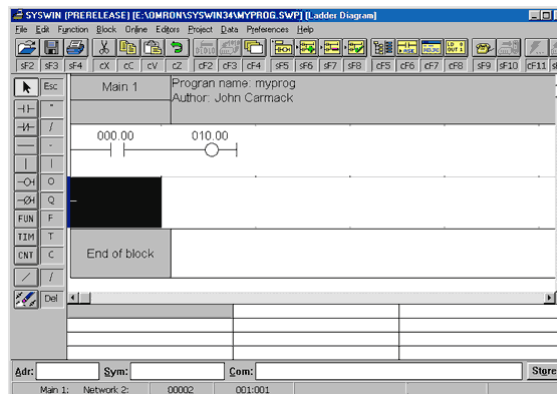 SYSWIN [PRERELEASE] [E:\OMRON\SYSWIN34\MYPROG.SWP] [Ladder Diagram]
File Edit Function Block Online Editors Project Data Preferences Help
sF2 sF3 sF4 cX cC cV cZ cF2 cF3 cF4 sF5 sF6 sF7 sF8 cF5 cF6 cF7 cF8 sF9 sF10 cF11
Esc
Main 1
Progran name: myprog
Author: John Carmack
"
/
000.00 010.00
-
|
O
Q
FUN F
TIM T
CNT C
End of block
/
Del
Adr: Sym: Com: Store
Main 1: Network 2: 00002 001:001